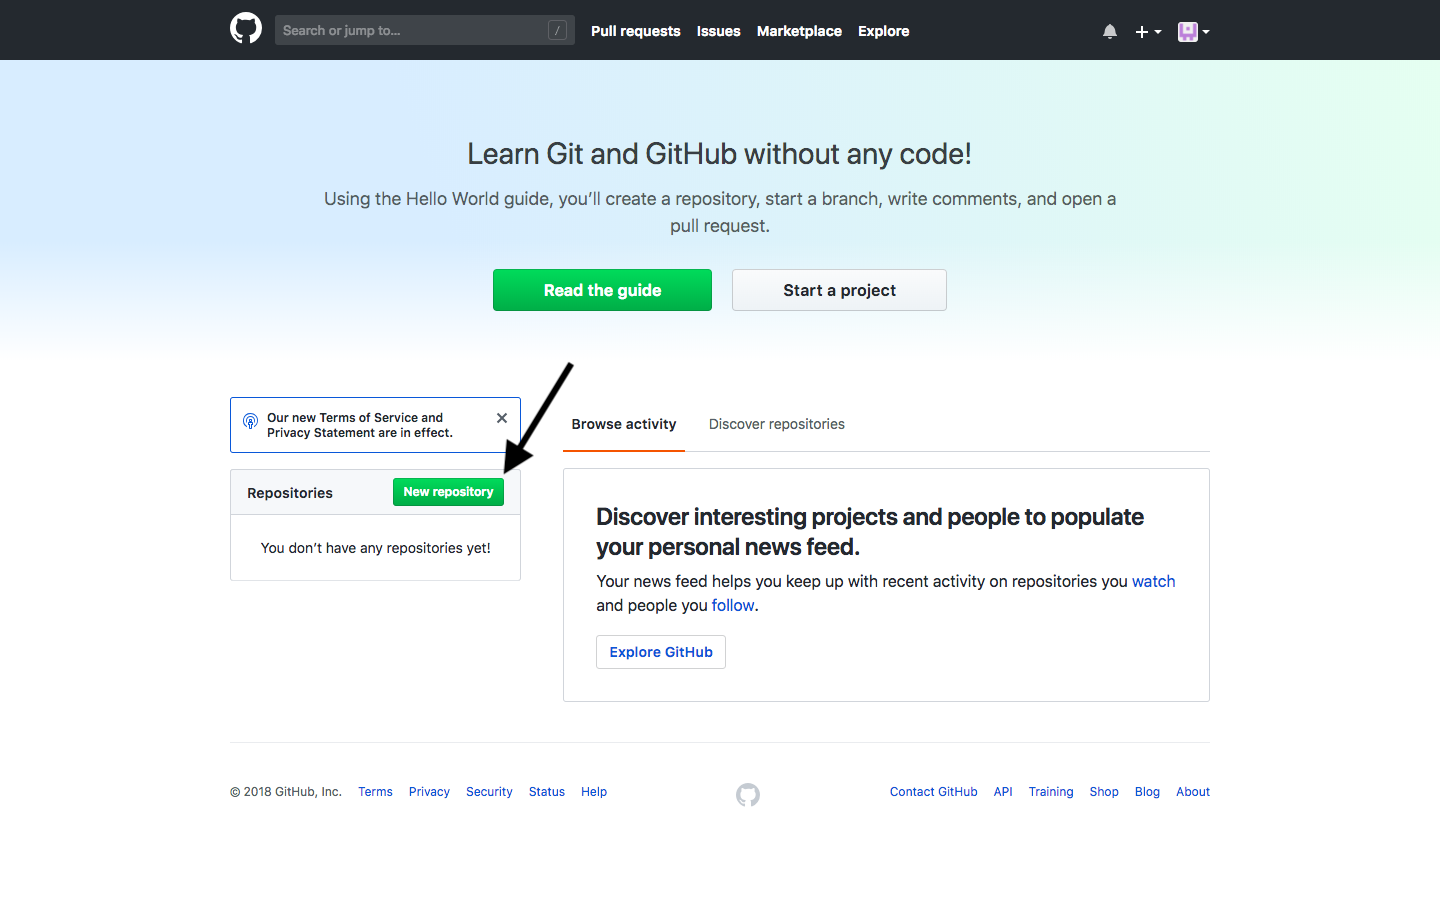 Search or jump to... /
Pull requests Issues Marketplace Explore
Learn Git and GitHub without any code!
Using the Hello World guide, you’ll create a repository, start a branch, write comments, and open a
pull request.
Read the guide
Start a project
Our new Terms of Service and
Privacy Statement are in effect.
Repositories
New repository
You don’t have any repositories yet!
Browse activity
Discover repositories
Discover interesting projects and people to populate
your personal news feed.
Your news feed helps you keep up with recent activity on repositories you watch
and people you follow.
Explore GitHub
© 2018 GitHub, Inc. Terms Privacy Security Status Help
Contact GitHub API Training Shop Blog About